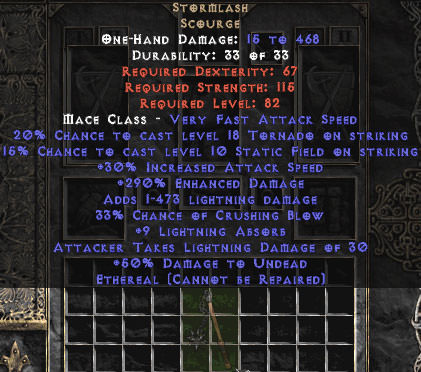 Stormlash
Scourge
One-Hand Damage: 15 to 468
Durability: 33 of 33
Required Dexterity: 67
Required Strength: 115
Required Level: 82
Mace Class - Very Fast Attack Speed
20% Chance to cast level 18 Tornado on striking
15% Chance to cast level 10 Static Field on striking
+30% Increased Attack Speed
+290% Enhanced Damage
Adds 1-473 lightning damage
33% Chance of Crushing Blow
+9 Lightning Absorb
Attacker Takes Lightning Damage of 30
+50% Damage to Undead
Ethereal (Cannot be Repaired)